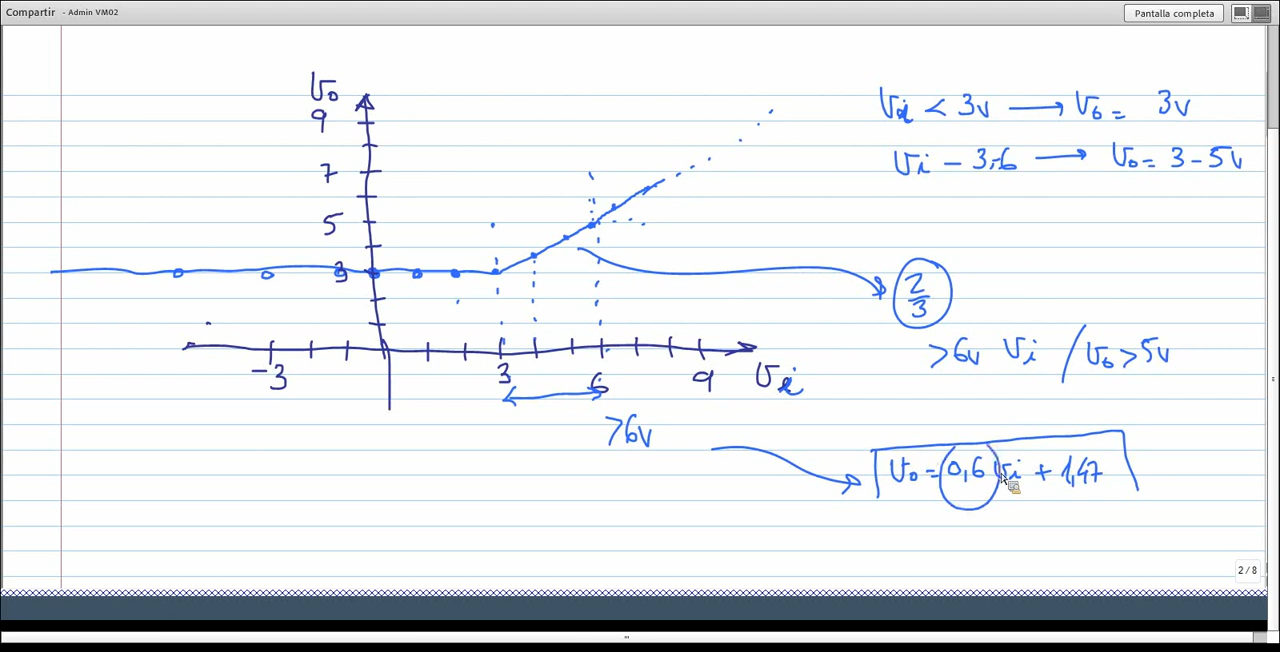 Compartir - Admin VM02
Pantalla completa
Vo
9
7
5
3
-3
3
6
9
Vi
>6v
Vi < 3v → Vo = 3v
Vi - 3,-6 → Vo = 3 - 5v
2/3
>6v Vi / Vo > 5v
Vo = 0,6 Vi + 1,47
2 / 8